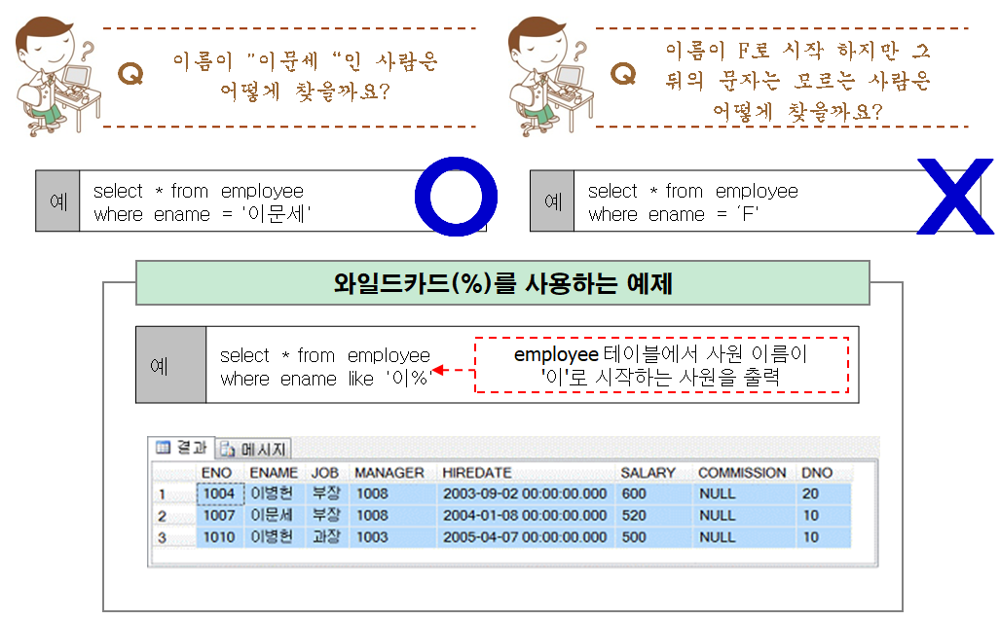 ?
Q
이름이 "이문세 “인 사람은
어떻게 찾을까요?
?
Q
이름이 F로 시작 하지만 그
뒤의 문자는 모르는 사람은
어떻게 찾을까요?
예
select * from employee
where ename = '이문세'
O
예
select * from employee
where ename = ´F'
X
와일드카드(%)를 사용하는 예제
예
select * from employee
where ename like '이%'
employee 테이블에서 사원 이름이
'이'로 시작하는 사원을 출력
결과 메시지
ENO ENAME JOB MANAGER HIREDATE SALARY COMMISSION DNO
1 1004 이병헌 부장 1008 2003-09-02 00:00:00.000 600 NULL 20
2 1007 이문세 부장 1008 2004-01-08 00:00:00.000 520 NULL 10
3 1010 이병헌 과장 1003 2005-04-07 00:00:00.000 500 NULL 10